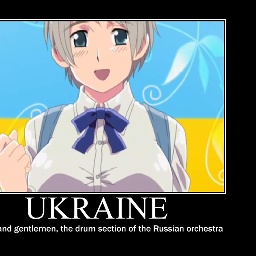 UKRAINE
and gentlemen, the drum section of the Russian orchestra